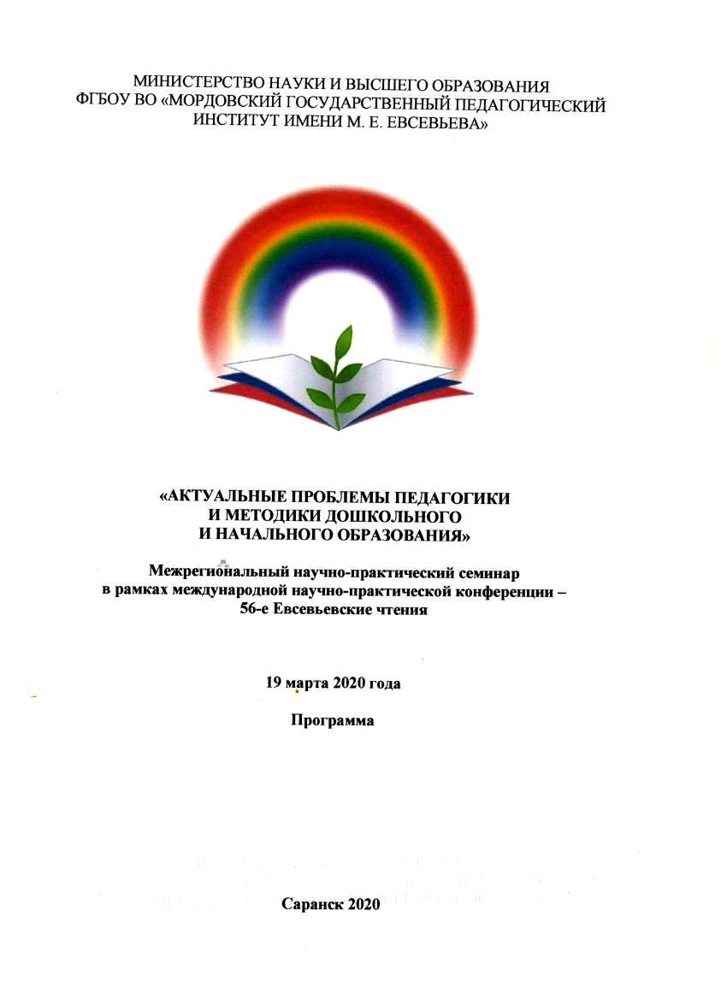 МИНИСТЕРСТВО НАУКИ И ВЫСШЕГО ОБРАЗОВАНИЯ
ФГБОУ ВО «МОРДОВСКИЙ ГОСУДАРСТВЕННЫЙ ПЕДАГОГИЧЕСКИЙ
ИНСТИТУТ ИМЕНИ М. Е. ЕВСЕВЬЕВА»
«АКТУАЛЬНЫЕ ПРОБЛЕМЫ ПЕДАГОГИКИ
И МЕТОДИКИ ДОШКОЛЬНОГО
И НАЧАЛЬНОГО ОБРАЗОВАНИЯ»
Межрегиональный научно-практический семинар
в рамках международной научно-практической конференции –
56-е Евсевьевские чтения
19 марта 2020 года
Программа
Саранск 2020